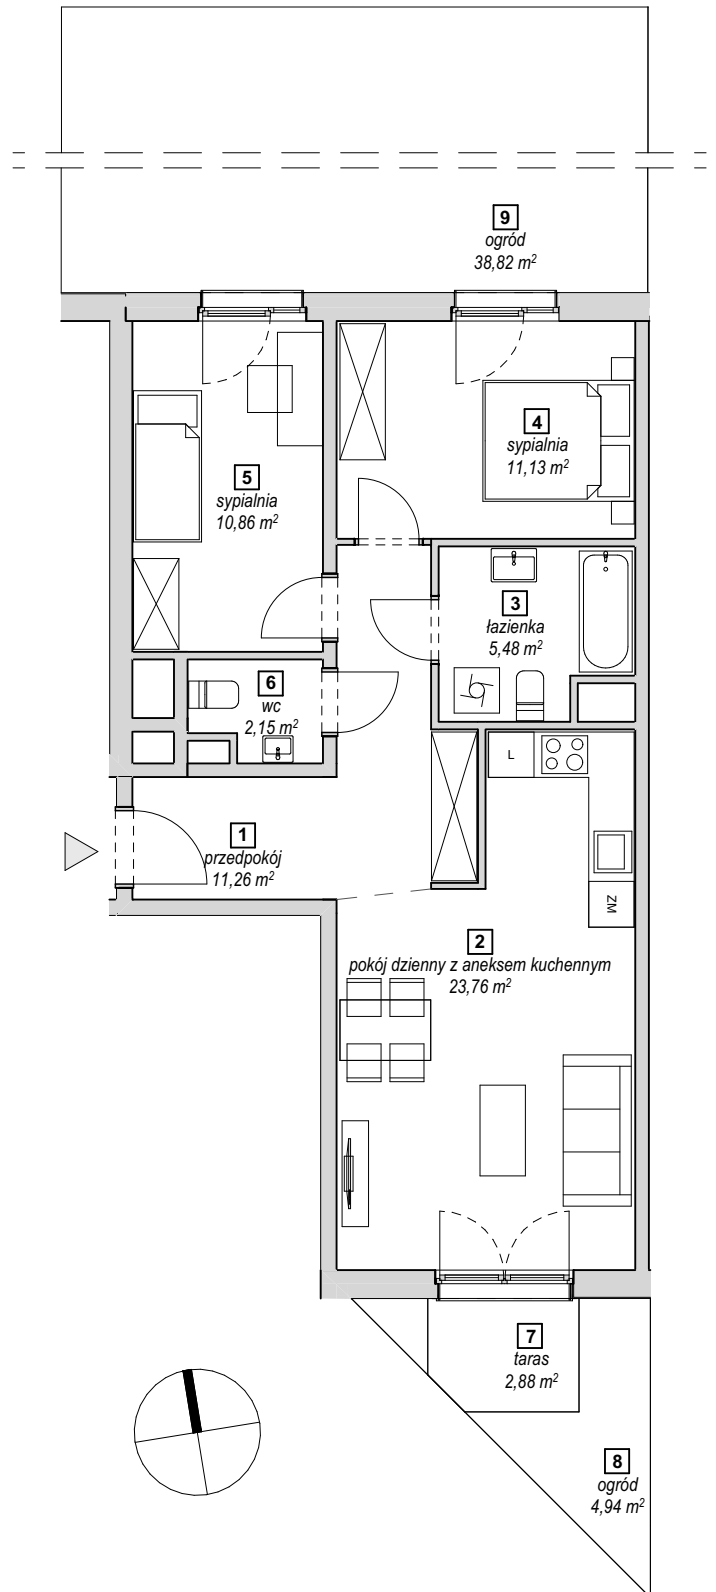 9
ogród
38,82 m²
4
sypialnia
11,13 m²
5
sypialnia
10,86 m²
3
łazienka
5,48 m²
6
wc
2,15 m²
L
1
przedpokój
11,26 m²
ZM
2
pokój dzienny z aneksem kuchennym
23,76 m²
7
taras
2,88 m²
8
ogród
4,94 m²